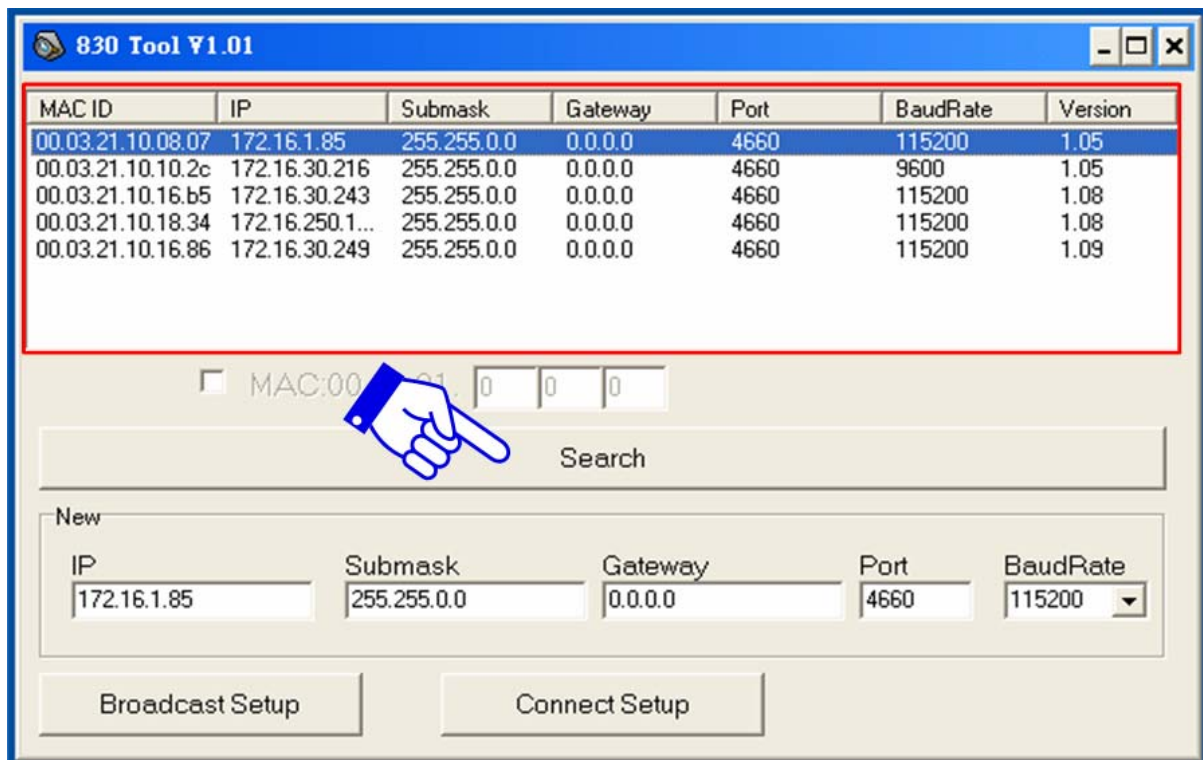 830 Tool V1.01
MAC ID IP Submask Gateway Port BaudRate Version
00.03.21.10.08.07 172.16.1.85 255.255.0.0 0.0.0.0 4660 115200 1.05
00.03.21.10.10.2c 172.16.30.216 255.255.0.0 0.0.0.0 4660 9600 1.05
00.03.21.10.16.b5 172.16.30.243 255.255.0.0 0.0.0.0 4660 115200 1.08
00.03.21.10.18.34 172.16.250.1... 255.255.0.0 0.0.0.0 4660 115200 1.08
00.03.21.10.16.86 172.16.30.249 255.255.0.0 0.0.0.0 4660 115200 1.09
MAC:00 0 0 0
Search
New
IP Submask Gateway Port BaudRate
172.16.1.85 255.255.0.0 0.0.0.0 4660 115200
Broadcast Setup Connect Setup